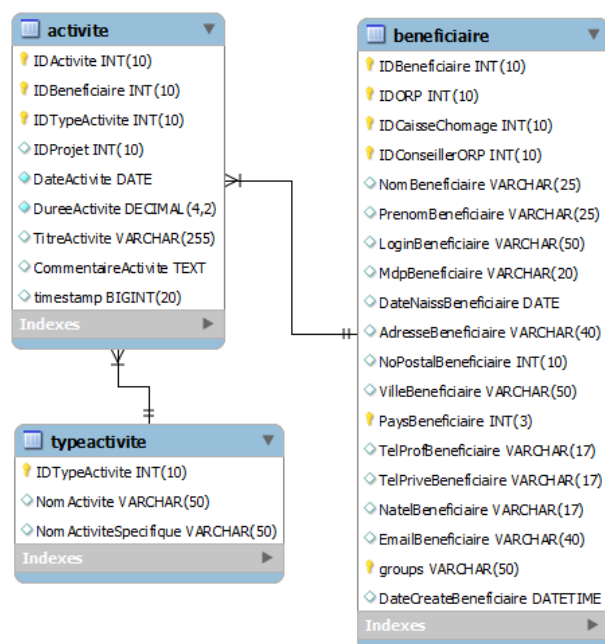 activite
IDActivite INT(10)
IDBeneficiaire INT(10)
IDTypeActivite INT(10)
IDProjet INT(10)
DateActivite DATE
DureeActivite DECIMAL(4,2)
TitreActivite VARCHAR(255)
CommentaireActivite TEXT
timestamp BIGINT(20)
Indexes
typeactivite
IDTypeActivite INT(10)
NomActivite VARCHAR(50)
NomActiviteSpecifique VARCHAR(50)
Indexes
beneficiaire
IDBeneficiaire INT(10)
IDORP INT(10)
IDCaisseChomage INT(10)
IDConseillerORP INT(10)
NomBeneficiaire VARCHAR(25)
PrenomBeneficiaire VARCHAR(25)
LoginBeneficiaire VARCHAR(50)
MdpBeneficiaire VARCHAR(20)
DateNaissBeneficiaire DATE
AdresseBeneficiaire VARCHAR(40)
NoPostalBeneficiaire INT(10)
VilleBeneficiaire VARCHAR(50)
PaysBeneficiaire INT(3)
TelProfBeneficiaire VARCHAR(17)
TelPriveBeneficiaire VARCHAR(17)
NatelBeneficiaire VARCHAR(17)
EmailBeneficiaire VARCHAR(40)
groups VARCHAR(50)
DateCreateBeneficiaire DATETIME
Indexes